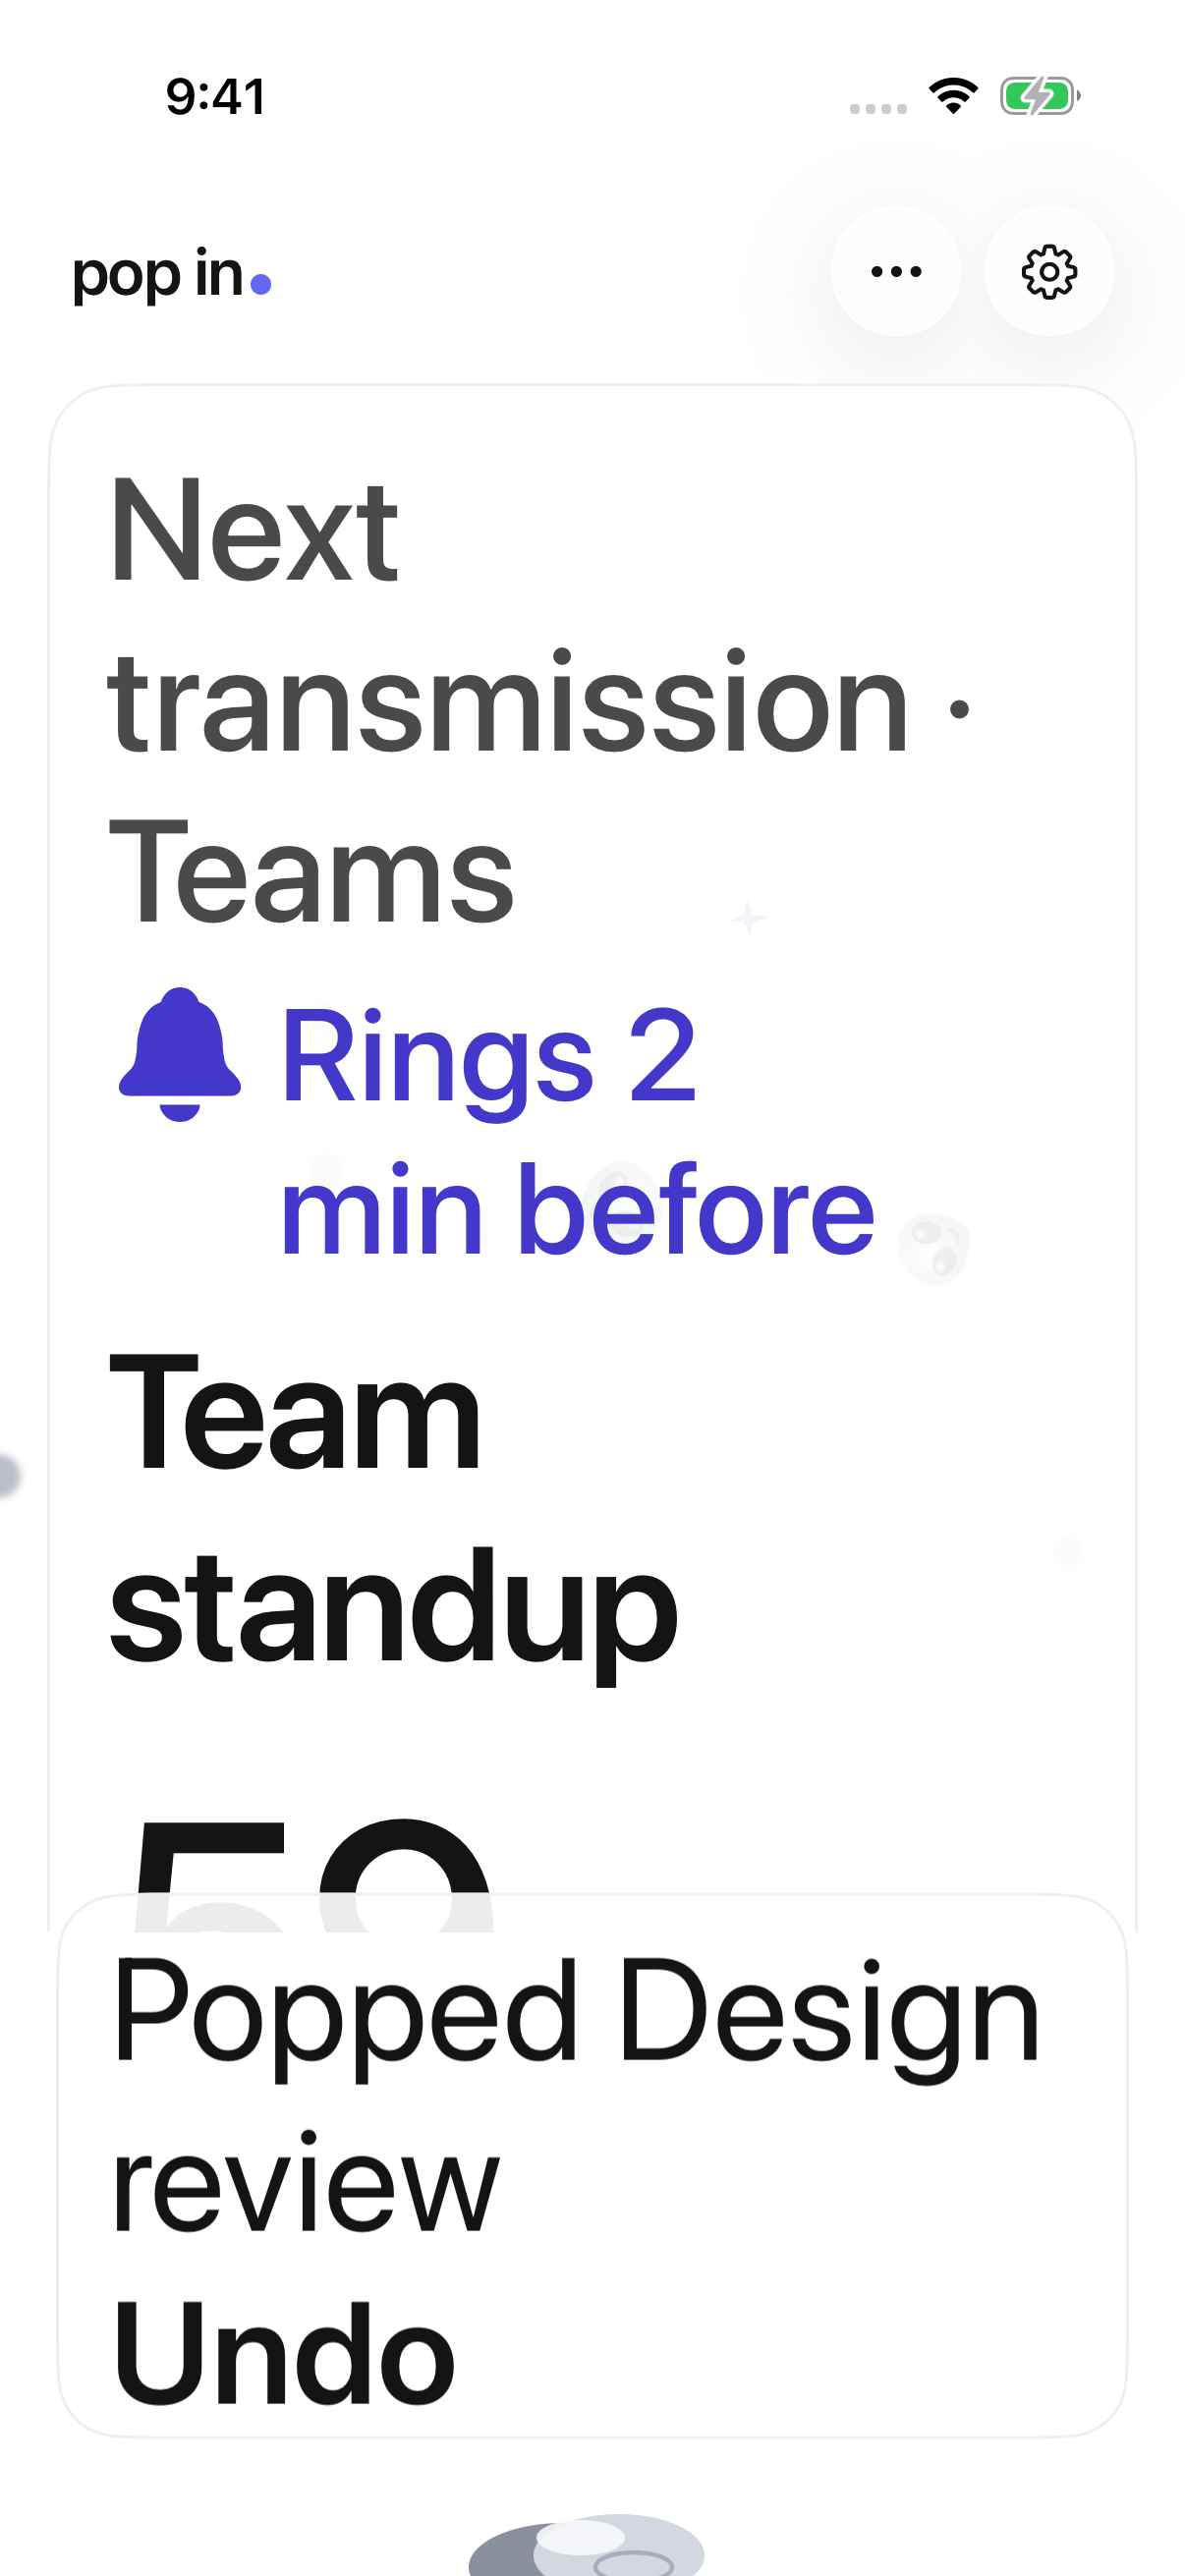 9:41
pop in
Next
transmission ·
Teams
Rings 2
min before
Team
standup
Popped Design
review
Undo